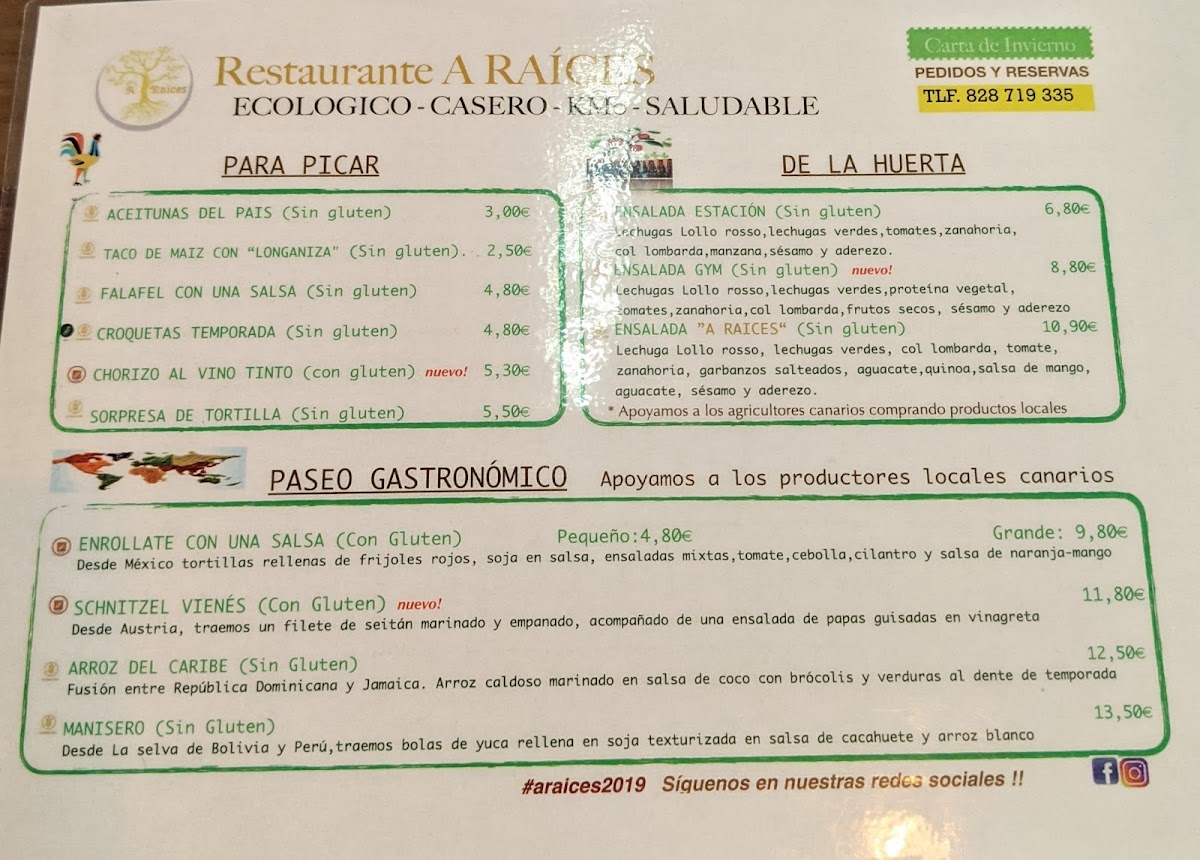 A Raíces
Restaurante A RAÍCES
ECOLOGICO - CASERO - KMo - SALUDABLE
Carta de Invierno
PEDIDOS Y RESERVAS
TLF. 828 719 335
PARA PICAR
ACEITUNAS DEL PAIS (Sin gluten) 3,00€
TACO DE MAIZ CON “LONGANIZA" (Sin gluten). . 2,50€
FALAFEL CON UNA SALSA (Sin gluten) 4,80€
CROQUETAS TEMPORADA (Sin gluten) 4,80€
CHORIZO AL VINO TINTO (con gluten) nuevo! 5,30€
SORPRESA DE TORTILLA (Sin gluten) 5,50€
DE LA HUERTA
ENSALADA ESTACIÓN (Sin gluten) 6,80€
Lechugas Lollo rosso,lechugas verdes,tomates,zanahoria,
col lombarda,manzana,sésamo y aderezo.
ENSALADA GYM (Sin gluten) nuevo! 8,80€
Lechugas Lollo rosso,lechugas verdes,proteína vegetal,
tomates,zanahoria,col lombarda,frutos secos, sésamo y aderezo
ENSALADA ”A RAICES“ (Sin gluten) 10,90€
Lechuga Lollo rosso, lechugas verdes, col lombarda, tomate,
zanahoria, garbanzos salteados, aguacate,quinoa,salsa de mango,
aguacate, sésamo y aderezo.
* Apoyamos a los agricultores canarios comprando productos locales
PASEO GASTRONÓMICO Apoyamos a los productores locales canarios
ENROLLATE CON UNA SALSA (Con Gluten) Pequeño:4,80€ Grande: 9,80€
Desde México tortillas rellenas de frijoles rojos, soja en salsa, ensaladas mixtas,tomate,cebolla,cilantro y salsa de naranja-mango
SCHNITZEL VIENÉS (Con Gluten) nuevo! 11,80€
Desde Austria, traemos un filete de seitán marinado y empanado, acompañado de una ensalada de papas guisadas en vinagreta
ARROZ DEL CARIBE (Sin Gluten) 12,50€
Fusión entre República Dominicana y Jamaica. Arroz caldoso marinado en salsa de coco con brócolis y verduras al dente de temporada
MANISERO (Sin Gluten) 13,50€
Desde La selva de Bolivia y Perú,traemos bolas de yuca rellena en soja texturizada en salsa de cacahuete y arroz blanco
#araices2019 Síguenos en nuestras redes sociales !!